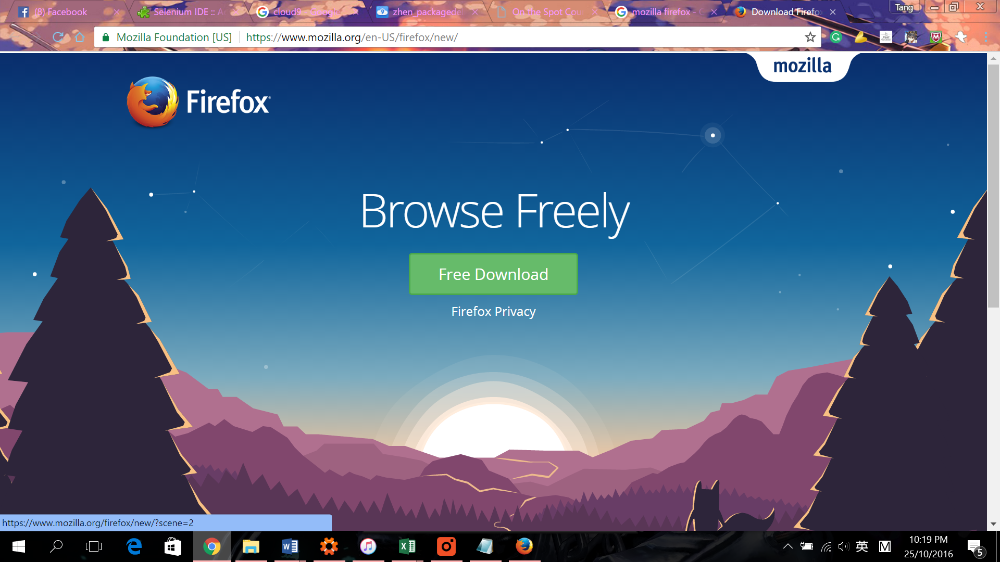 (8) Facebook
Selenium IDE :: A
cloud9 - Google
zhen_packagede
On the Spot Cou
mozilla firefox - G
Download Firefo
Tang
Mozilla Foundation [US]
https://www.mozilla.org/en-US/firefox/new/
mozilla
Firefox
Browse Freely
Free Download
Firefox Privacy
https://www.mozilla.org/firefox/new/?scene=2
英
M
10:19 PM
25/10/2016
5